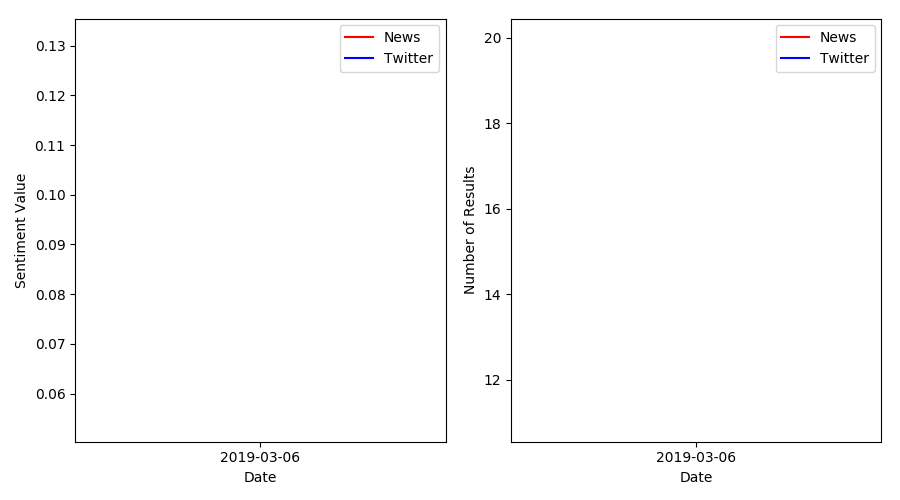 News
Twitter
0.13
0.12
0.11
0.10
0.09
0.08
0.07
0.06
Sentiment Value
2019-03-06
Date
News
Twitter
20
18
16
14
12
Number of Results
2019-03-06
Date